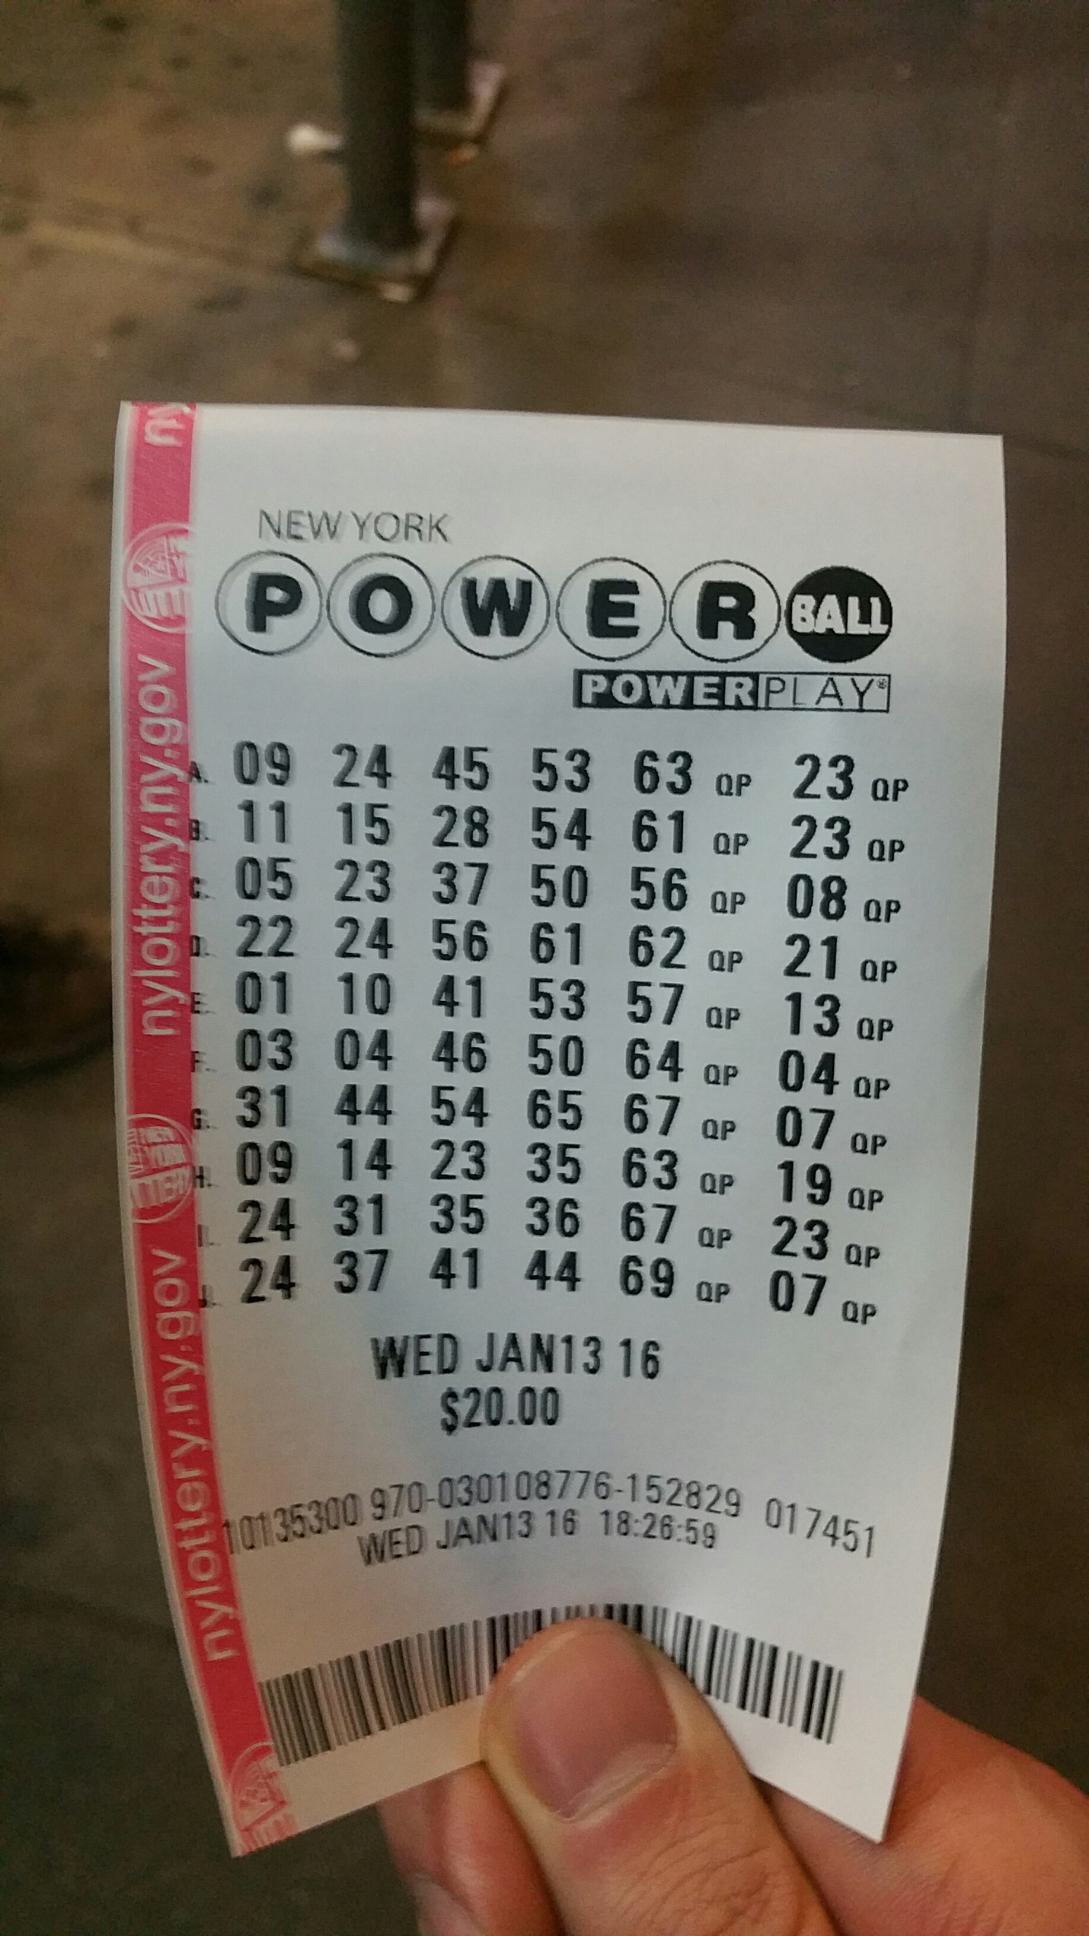 NEW YORK
POWERBALL
POWERPLAY®
A. 09 24 45 53 63 QP 23 QP
B. 11 15 28 54 61 QP 23 QP
C. 05 23 37 50 56 QP 08 QP
D. 22 24 56 61 62 QP 21 QP
E. 01 10 41 53 57 QP 13 QP
F. 03 04 46 50 64 QP 04 QP
G. 31 44 54 65 67 QP 07 QP
H. 09 14 23 35 63 QP 19 QP
I. 24 31 35 36 67 QP 23 QP
J. 24 37 41 44 69 QP 07 QP
WED JAN13 16
$20.00
10135300 970-030108776-152829 017451
WED JAN13 16 18:26:59
ny
nylottery.ny.gov
nylottery.ny.gov